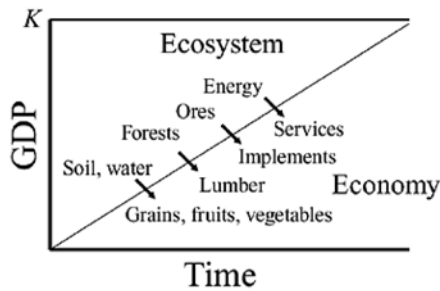 K
Ecosystem
Energy
Ores
Services
Forests
Implements
Soil, water
Lumber
Economy
Grains, fruits, vegetables
GDP
Time